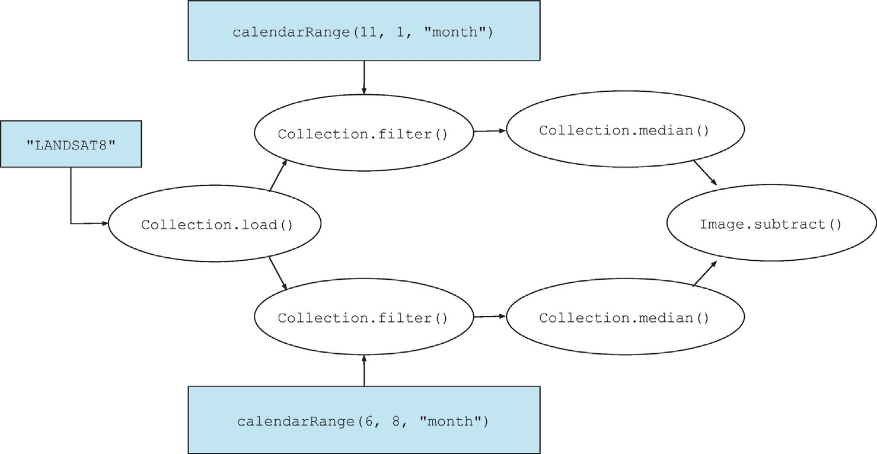 calendarRange(11, 1, "month")
Collection.filter()
Collection.median()
"LANDSAT8"
Collection.load()
Image.subtract()
Collection.filter()
Collection.median()
calendarRange(6, 8, "month")